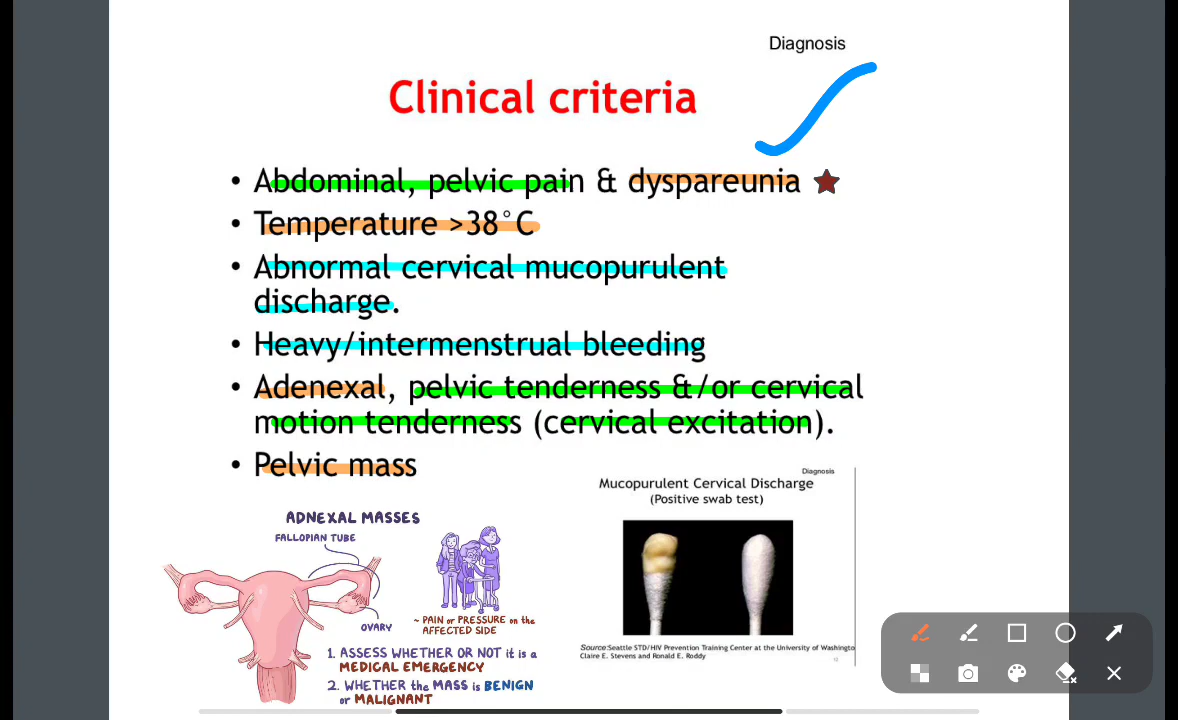 Diagnosis
Clinical criteria
• Abdominal, pelvic pain & dyspareunia
• Temperature >38°C
• Abnormal cervical mucopurulent
discharge.
• Heavy/intermenstrual bleeding
• Adenexal, pelvic tenderness &/or cervical
motion tenderness (cervical excitation).
• Pelvic mass
Diagnosis
Mucopurulent Cervical Discharge
(Positive swab test)
ADNEXAL MASSES
FALLOPIAN TUBE
OVARY
~ PAIN or PRESSURE on the
AFFECTED SIDE
1. ASSESS WHETHER OR NOT it is a
MEDICAL EMERGENCY
2. WHETHER the MASS is BENIGN
or MALIGNANT
Source:Seattle STD/HIV Prevention Training Center at the University of Washingto
Claire E. Stevens and Ronald E. Roddy